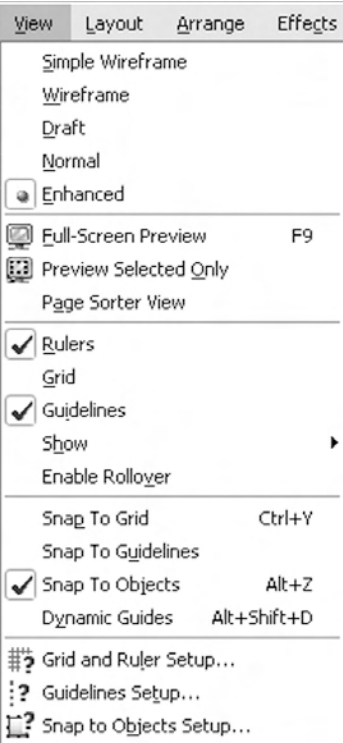 View Layout Arrange Effects
Simple Wireframe
Wireframe
Draft
Normal
Enhanced
Full-Screen Preview F9
Preview Selected Only
Page Sorter View
Rulers
Grid
Guidelines
Show
Enable Rollover
Snap To Grid Ctrl+Y
Snap To Guidelines
Snap To Objects Alt+Z
Dynamic Guides Alt+Shift+D
Grid and Ruler Setup...
Guidelines Setup...
Snap to Objects Setup...